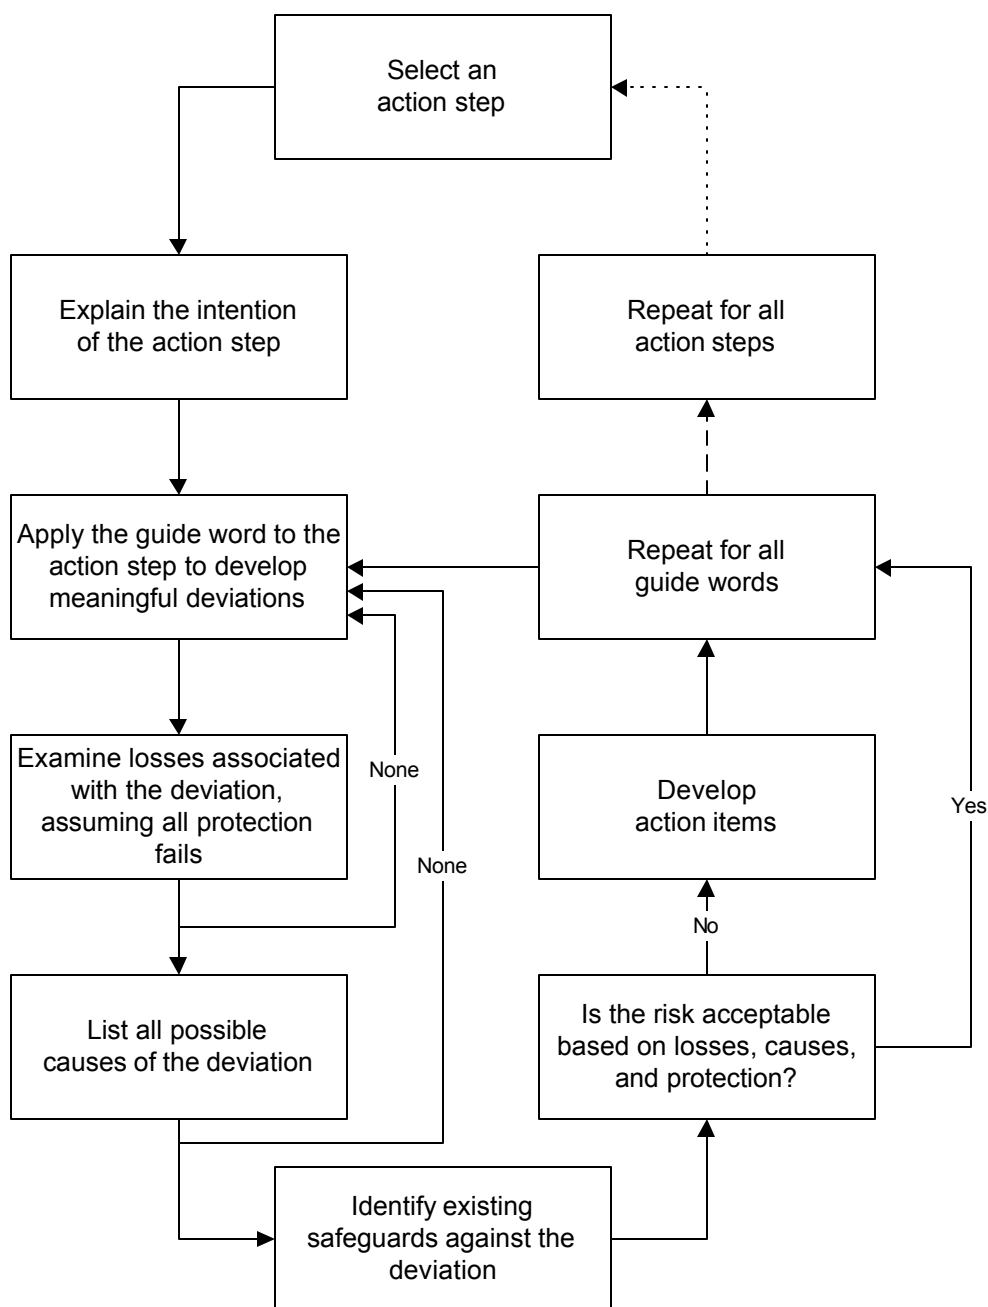 Select an
action step
Explain the intention
of the action step
Repeat for all
action steps
Apply the guide word to the
action step to develop
meaningful deviations
Repeat for all
guide words
Examine losses associated
with the deviation,
assuming all protection
fails
None
None
Develop
action items
Yes
No
List all possible
causes of the deviation
Is the risk acceptable
based on losses, causes,
and protection?
Identify existing
safeguards against the
deviation